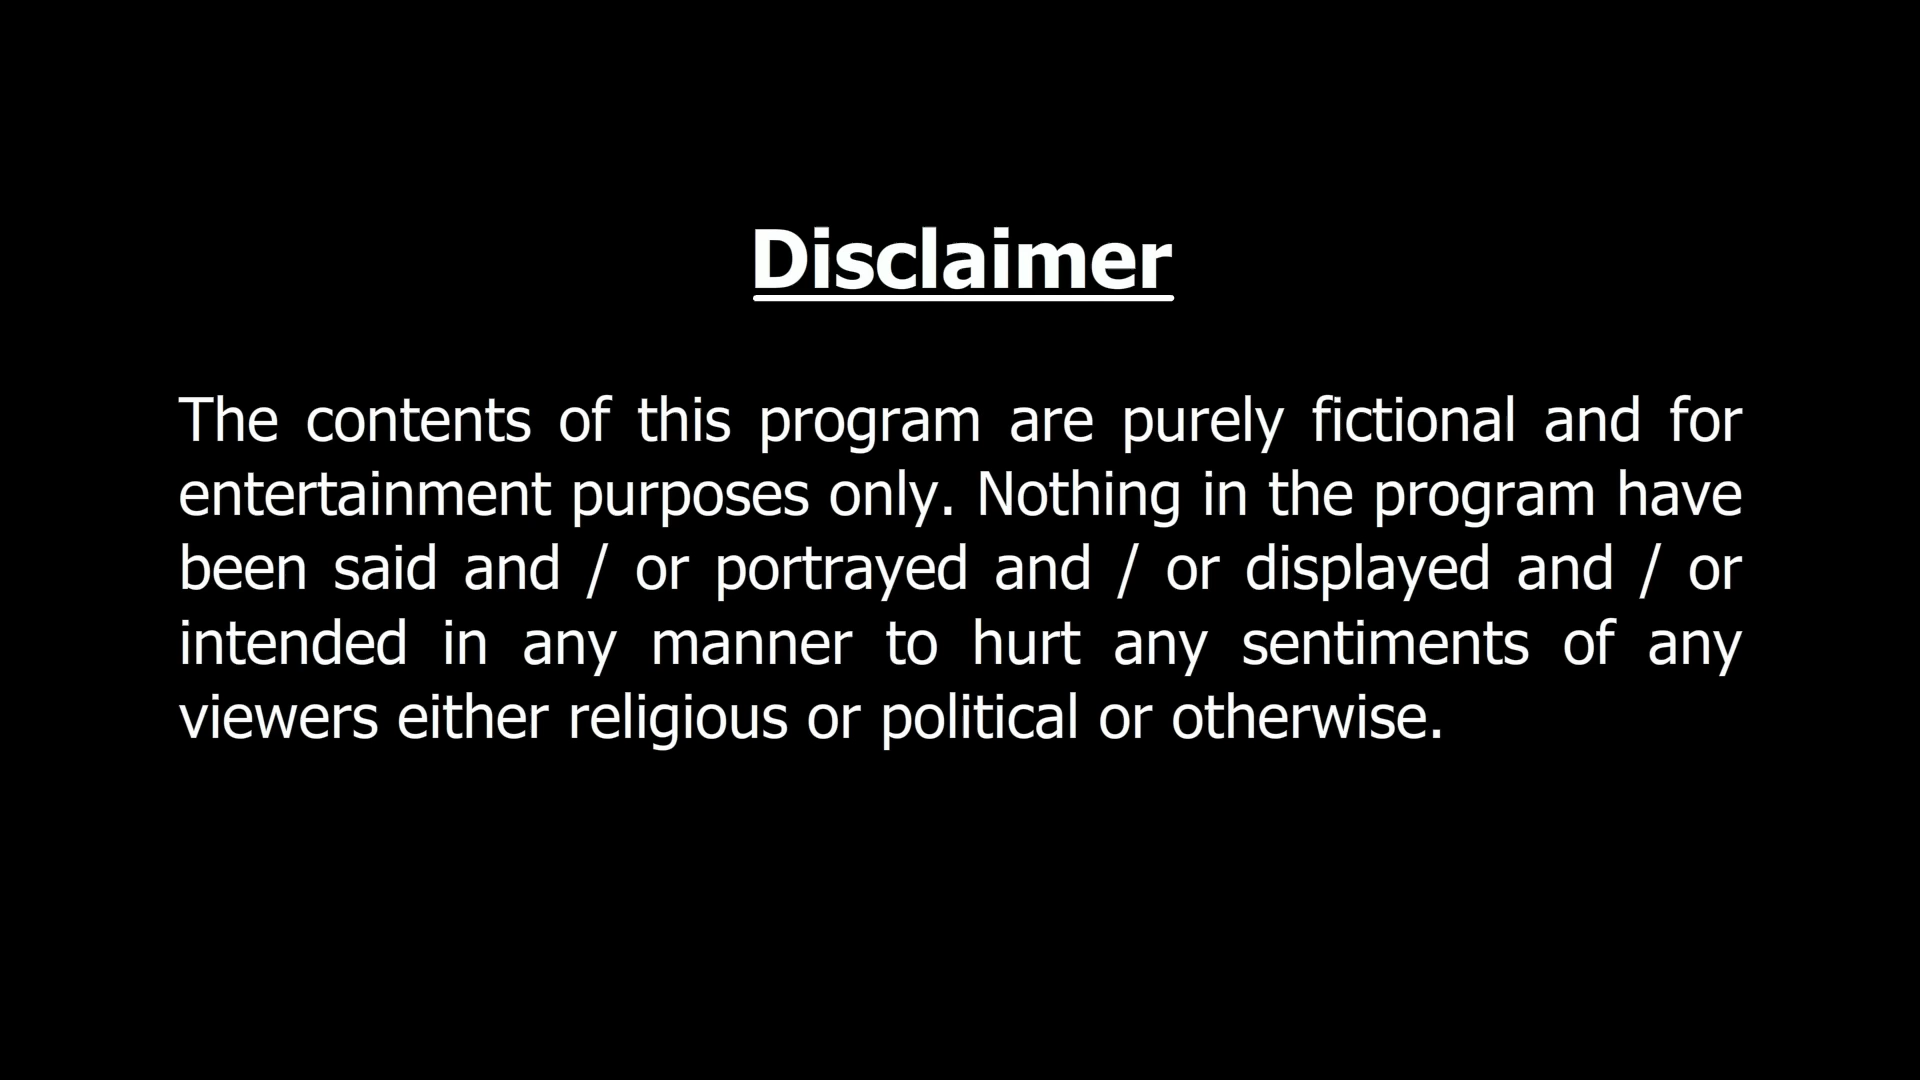 Disclaimer
The contents of this program are purely fictional and for
entertainment purposes only. Nothing in the program have
been said and / or portrayed and / or displayed and / or
intended in any manner to hurt any sentiments of any
viewers either religious or political or otherwise.